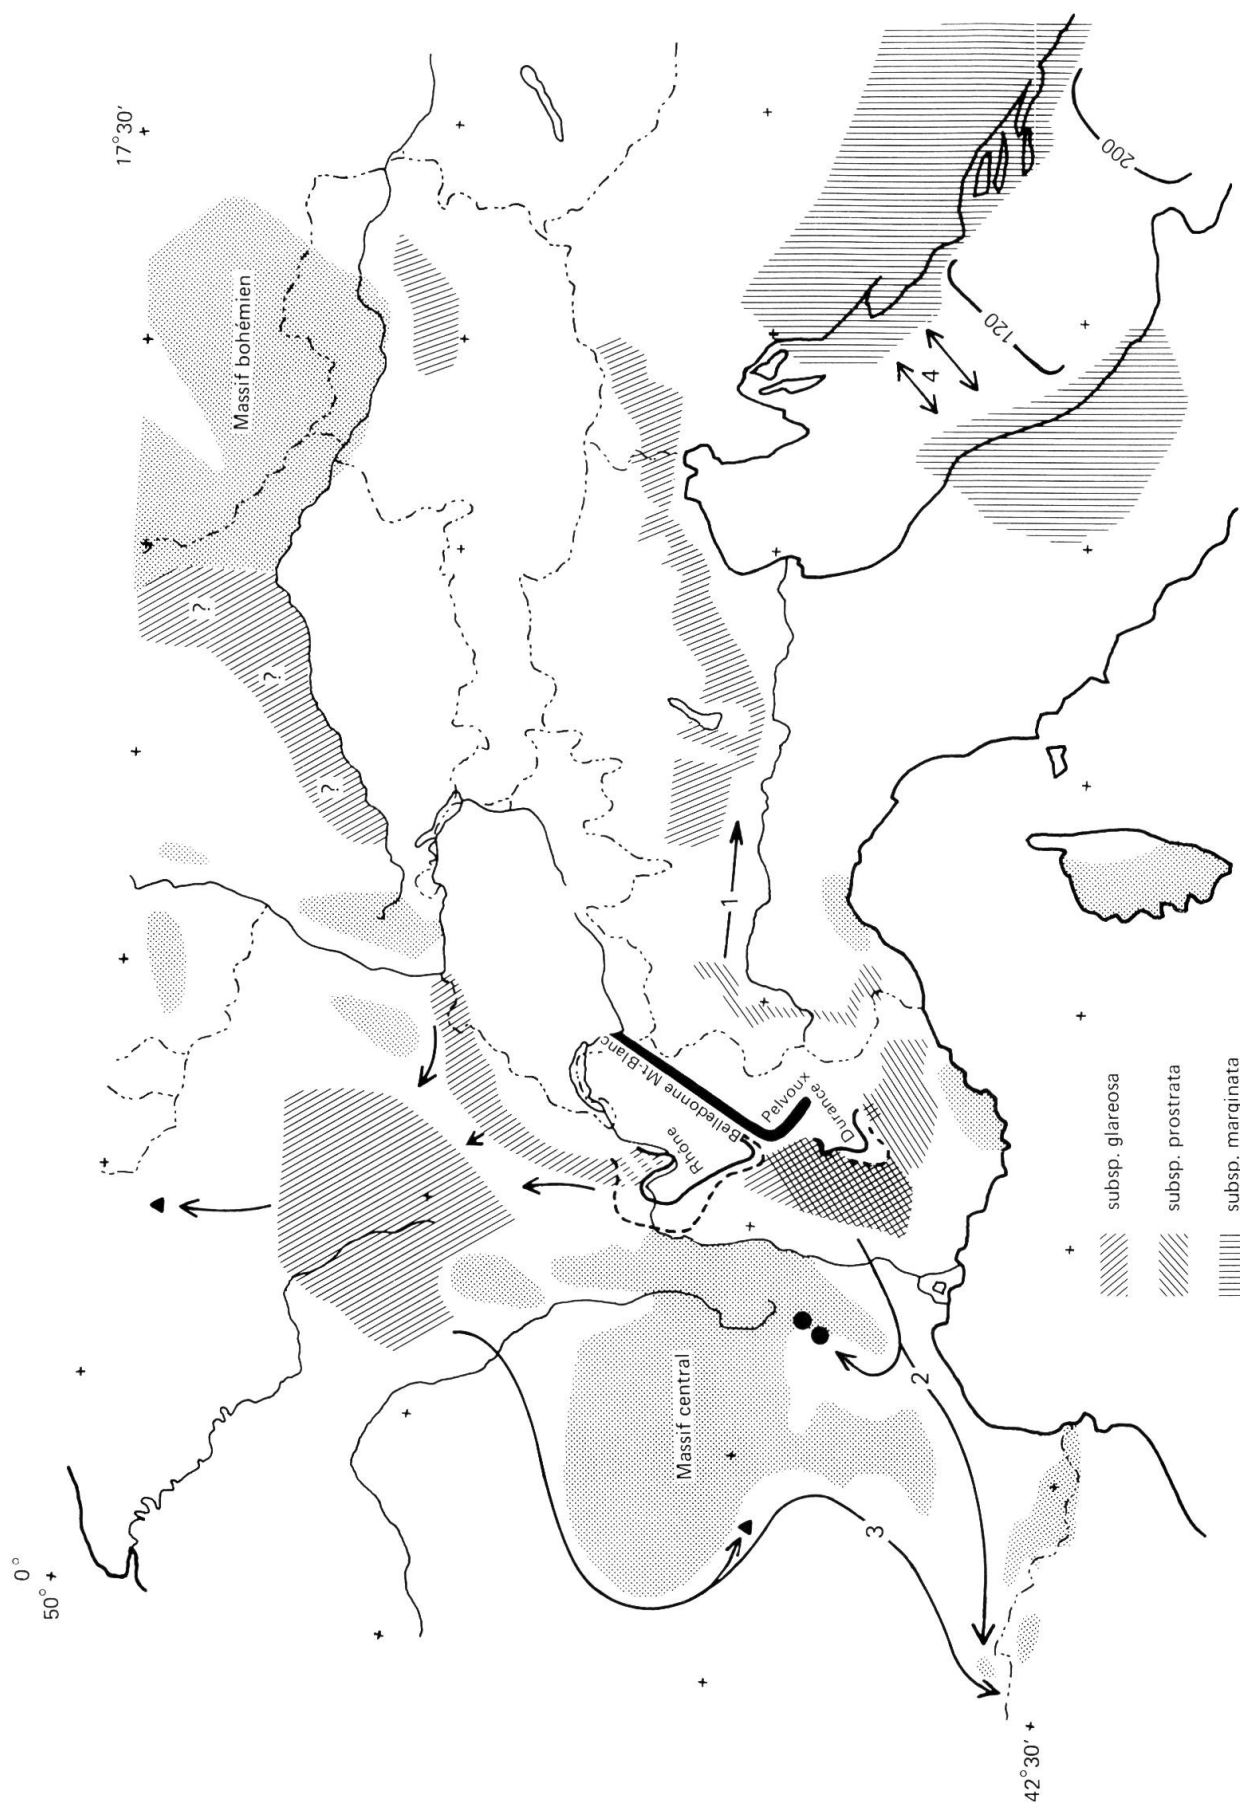 0°
50°
17°30'
Massif bohémien
?
?
?
Belledonne Mt-Blanc
Rhône
Pelvoux
Durance
Massif central
1
2
3
4
120
200
42°30'
subsp. glareosa
subsp. prostrata
subsp. marginata